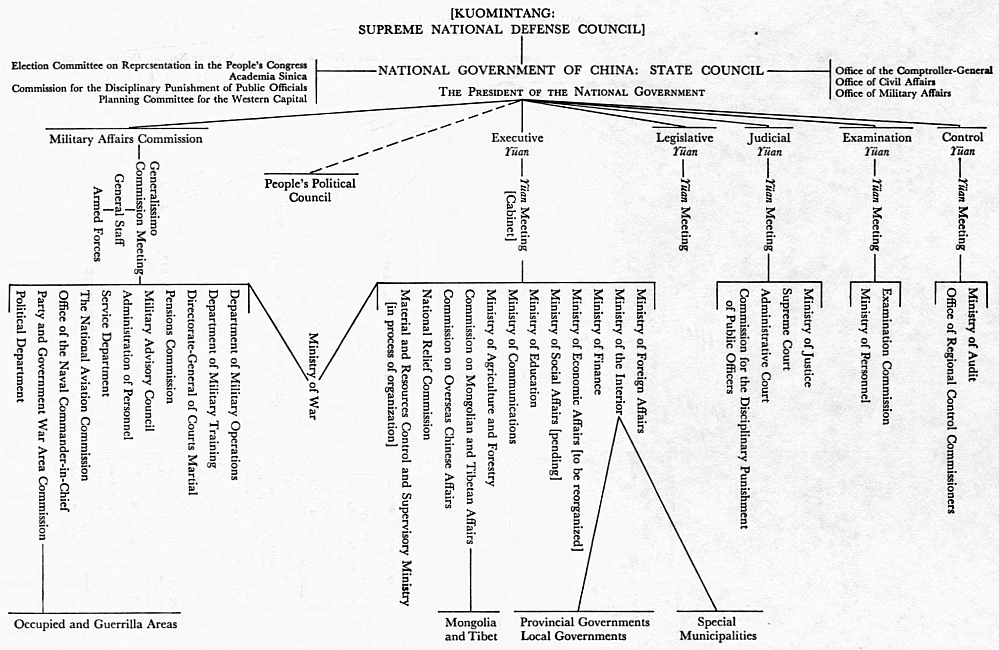 [KUOMINTANG:
SUPREME NATIONAL DEFENSE COUNCIL]
Election Committee on Representation in the People's Congress
Academia Sinica
Commission for the Disciplinary Punishment of Public Officials
Planning Committee for the Western Capital
NATIONAL GOVERNMENT OF CHINA: STATE COUNCIL
THE PRESIDENT OF THE NATIONAL GOVERNMENT
Office of the Comptroller-General
Office of Civil Affairs
Office of Military Affairs
Military Affairs Commission
People's Political
Council
Executive
Yüan
Legislative
Yüan
Judicial
Yüan
Examination
Yüan
Control
Yüan
Generalissimo
Commission Meeting
General Staff
Armed Forces
Yüan Meeting
[Cabinet]
Yüan Meeting
Yüan Meeting
Yüan Meeting
Yüan Meeting
Political Department
Party and Government War Area Commission
Office of the Naval Commander-in-Chief
The National Aviation Commission
Service Department
Administration of Personnel
Military Advisory Council
Pensions Commission
Directorate-General of Courts Martial
Department of Military Training
Department of Military Operations
Ministry of War
Material and Resources Control and Supervisory Ministry
[in process of organization]
National Relief Commission
Commission on Overseas Chinese Affairs
Commission on Mongolian and Tibetan Affairs
Ministry of Agriculture and Forestry
Ministry of Communications
Ministry of Education
Ministry of Social Affairs [pending]
Ministry of Economic Affairs [to be reorganized]
Ministry of Finance
Ministry of the Interior
Ministry of Foreign Affairs
Commission for the Disciplinary Punishment
of Public Officers
Administrative Court
Supreme Court
Ministry of Justice
Ministry of Personnel
Examination Commission
Office of Regional Control Commissioners
Ministry of Audit
Occupied and Guerrilla Areas
Mongolia
and Tibet
Provincial Governments
Local Governments
Special
Municipalities